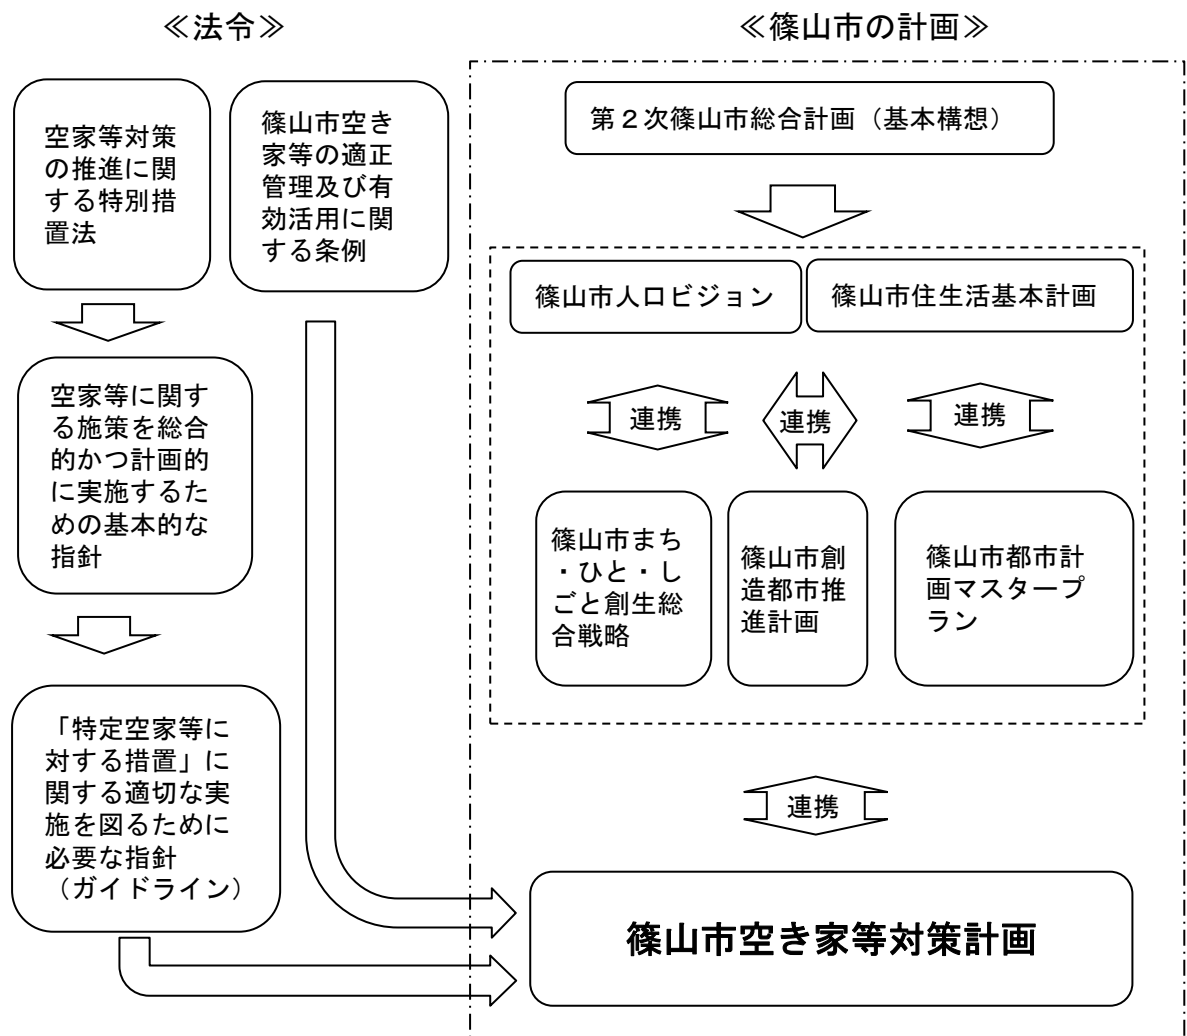 ≪法令≫
≪篠山市の計画≫
空家等対策
の推進に関
する特別措
置法
篠山市空き
家等の適正
管理及び有
効活用に関
する条例
空家等に関す
る施策を総合
的かつ計画的
に実施するた
めの基本的な
指針
「特定空家等に
対する措置」に
関する適切な実
施を図るために
必要な指針
（ガイドライン）
第２次篠山市総合計画（基本構想）
篠山市人口ビジョン
篠山市住生活基本計画
連携
連携
連携
篠山市まち
・ひと・し
ごと創生総
合戦略
篠山市創
造都市推
進計画
篠山市都市計
画マスタープ
ラン
連携
篠山市空き家等対策計画